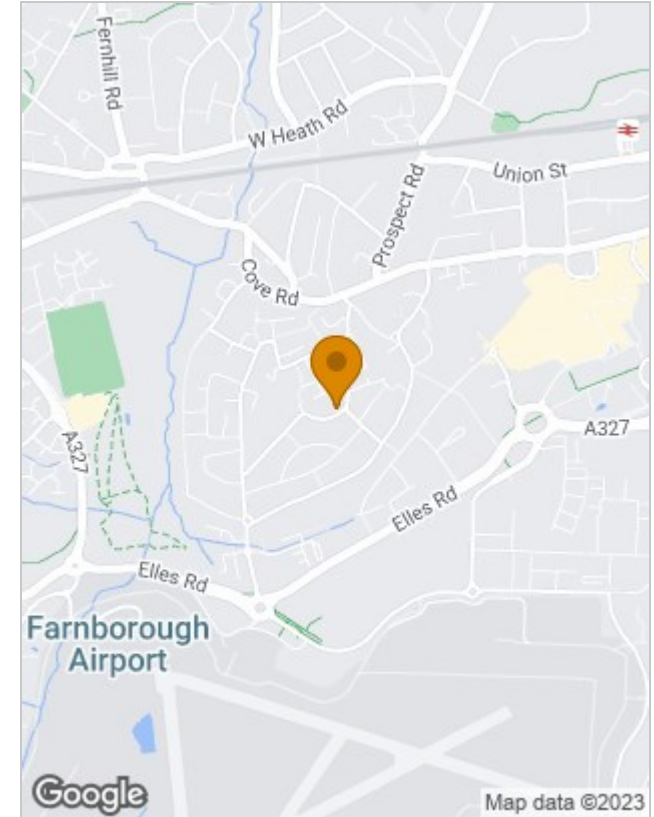 Fernhill Rd
W Heath Rd
Union St
Prospect Rd
Cove Rd
A327
A327
Elles Rd
Elles Rd
Farnborough
Airport
Google
Map data ©2023